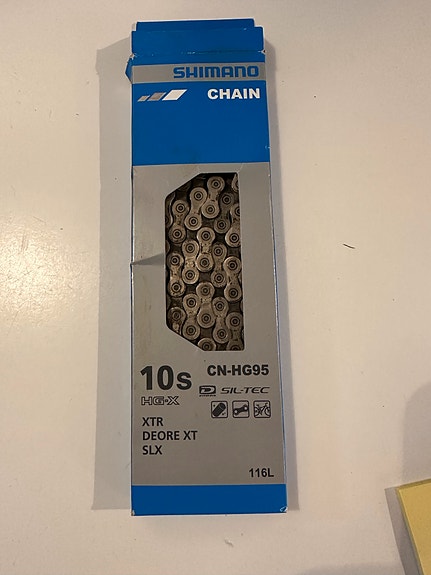 SHIMANO
CHAIN
10s
CN-HG95
HG-X
SIL-TEC
XTR
DEORE XT
SLX
116L